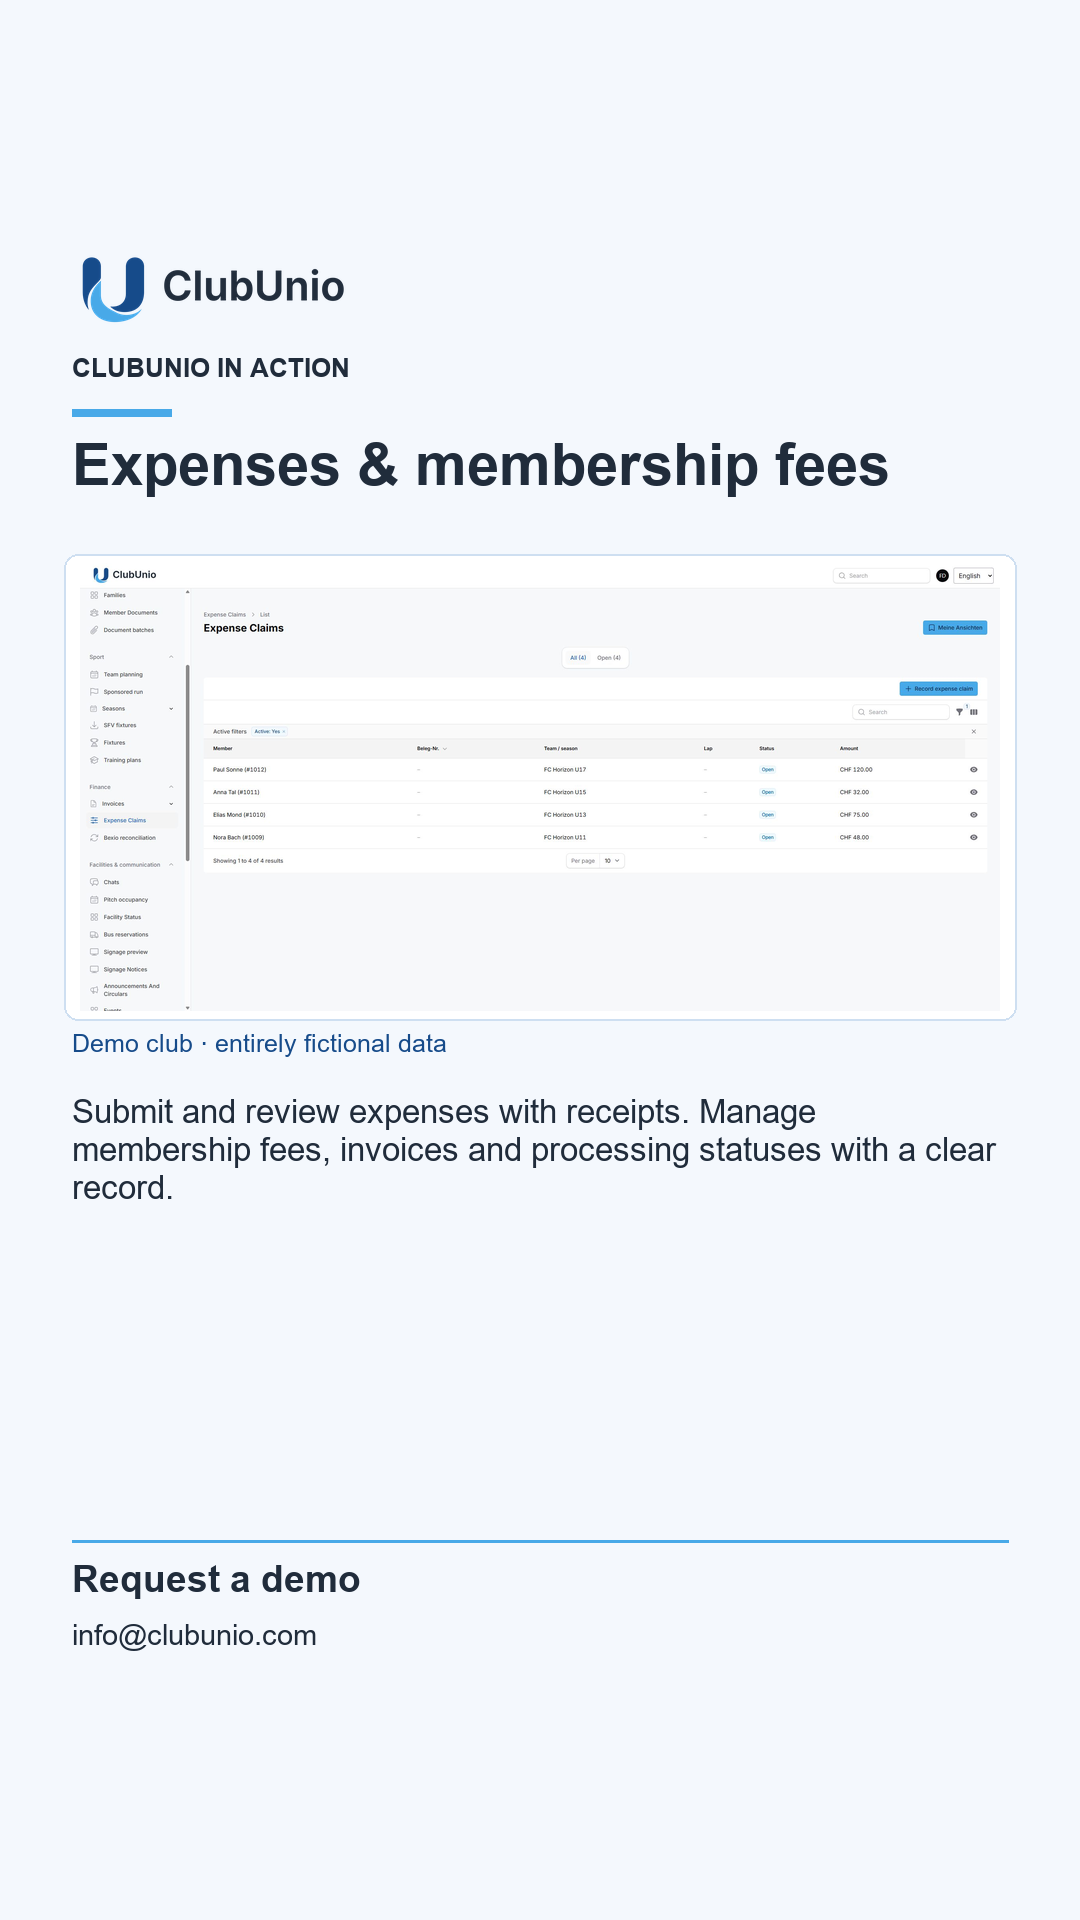 ClubUnio
CLUBUNIO IN ACTION
Expenses & membership fees
ClubUnio
Search
FD
English
Families
Member Documents
Document batches
Sport
Team planning
Sponsored run
Seasons
SFV fixtures
Fixtures
Training plans
Finance
Invoices
Expense Claims
Bexio reconciliation
Facilities & communication
Chats
Pitch occupancy
Facility Status
Bus reservations
Signage preview
Signage Notices
Announcements And
Circulars
Events
Expense Claims > List
Expense Claims
Meine Ansichten
All (4) Open (4)
+ Record expense claim
Search
1
Active filters Active: Yes ×
Member Beleg-Nr. Team / season Lap Status Amount
Paul Sonne (#1012) – FC Horizon U17 – Open CHF 120.00
Anna Tal (#1011) – FC Horizon U15 – Open CHF 32.00
Elias Mond (#1010) – FC Horizon U13 – Open CHF 75.00
Nora Bach (#1009) – FC Horizon U11 – Open CHF 48.00
Showing 1 to 4 of 4 results Per page 10
Demo club · entirely fictional data
Submit and review expenses with receipts. Manage
membership fees, invoices and processing statuses with a clear
record.
Request a demo
info@clubunio.com